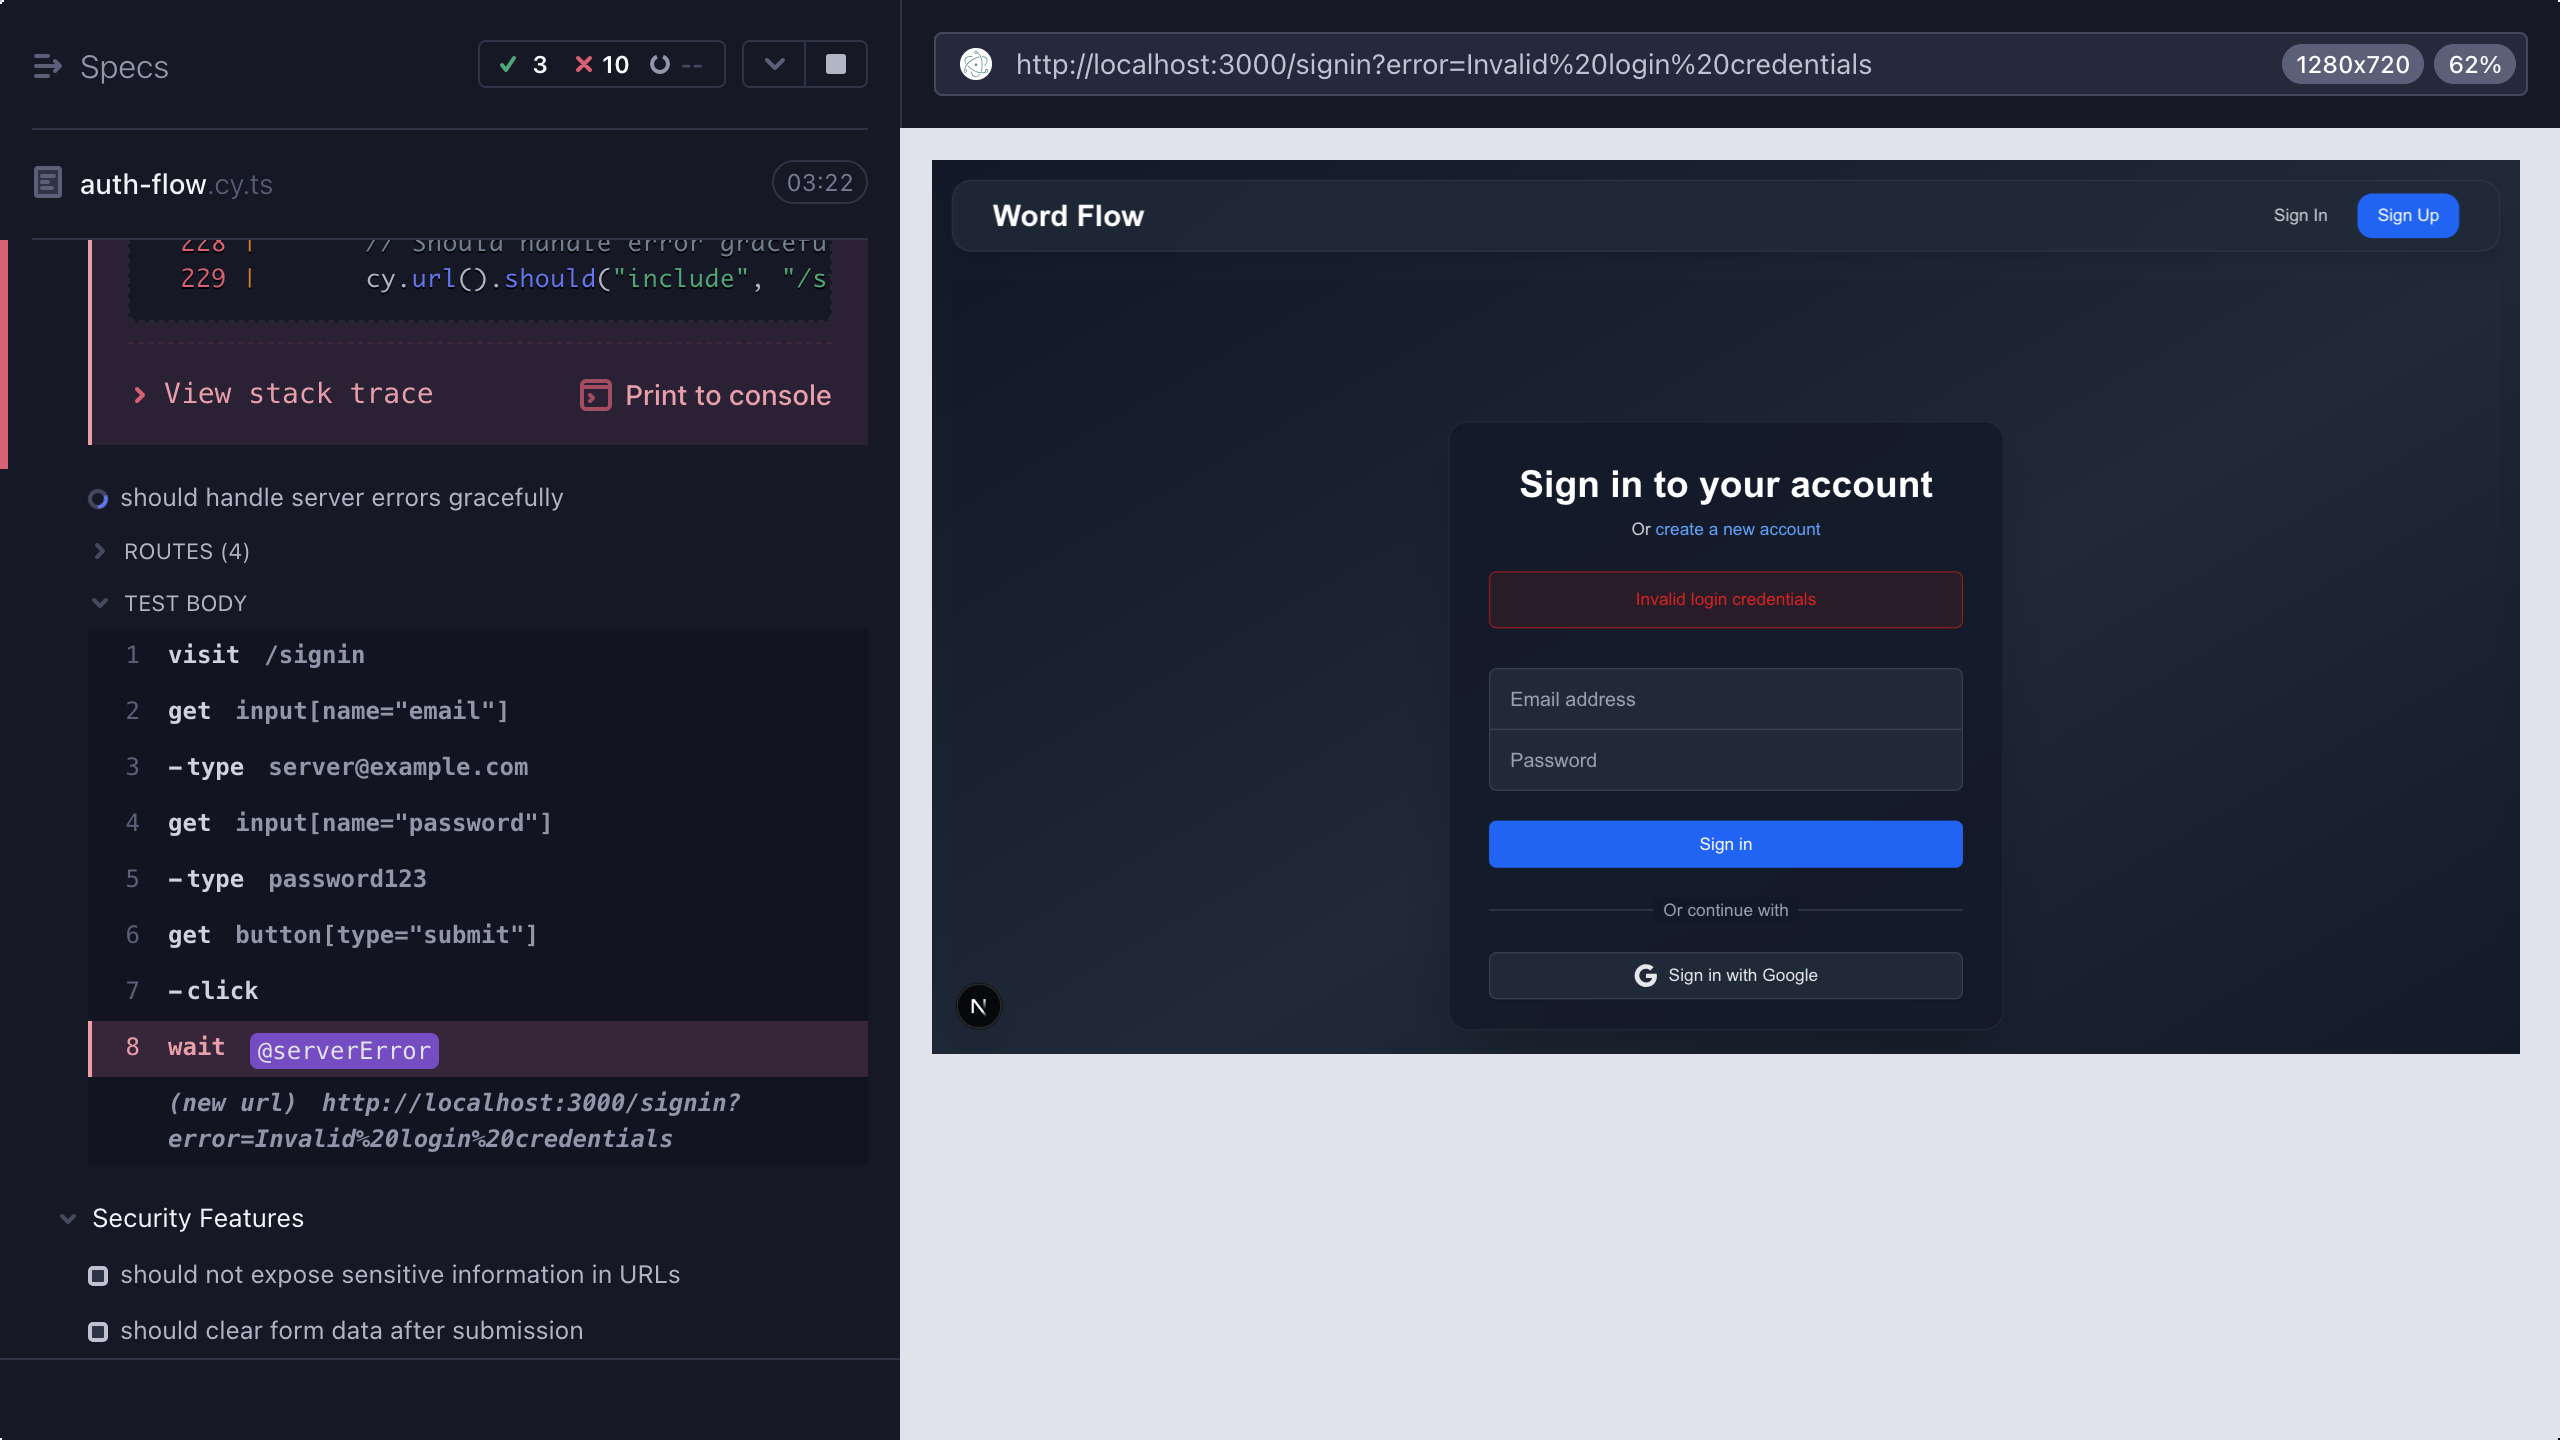 Specs
3 10 --
auth-flow.cy.ts
03:22
228 | // Should handle error gracefu
229 | cy.url().should("include", "/s
View stack trace
Print to console
should handle server errors gracefully
ROUTES (4)
TEST BODY
1 visit /signin
2 get input[name="email"]
3 -type server@example.com
4 get input[name="password"]
5 -type password123
6 get button[type="submit"]
7 -click
8 wait @serverError
(new url) http://localhost:3000/signin?
error=Invalid%20login%20credentials
Security Features
should not expose sensitive information in URLs
should clear form data after submission
http://localhost:3000/signin?error=Invalid%20login%20credentials
1280x720
62%
Word Flow
Sign In
Sign Up
Sign in to your account
Or create a new account
Invalid login credentials
Email address
Password
Sign in
Or continue with
G Sign in with Google
N